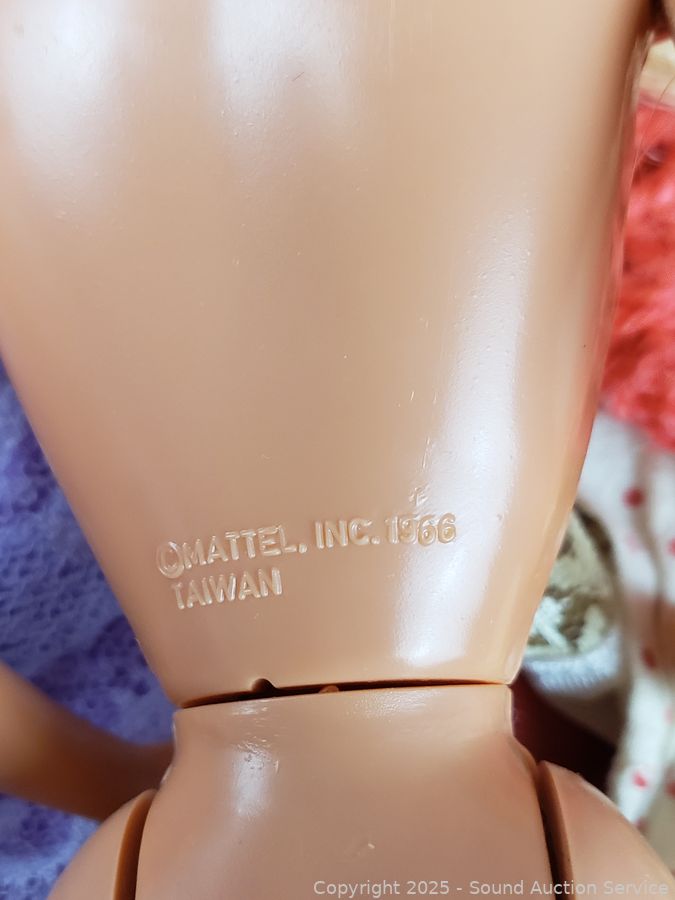 ©MATTEL, INC. 1966
TAIWAN
Copyright 2025 - Sound Auction Service